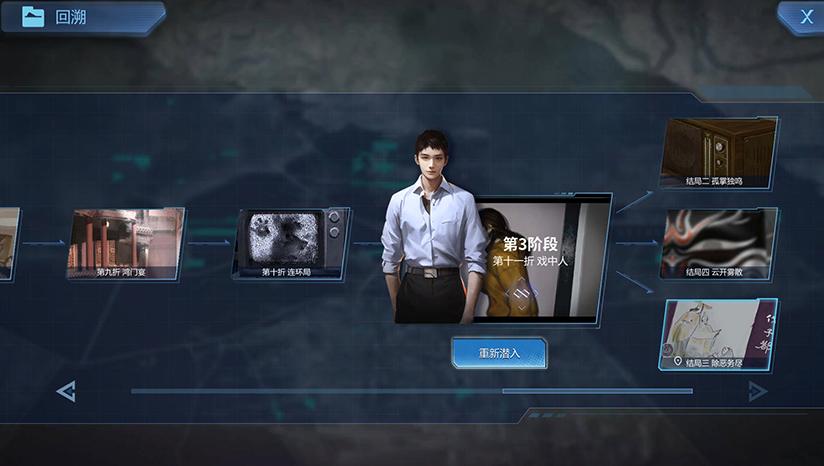 回溯
X
结局二 孤掌独鸣
第3阶段
第十一折 戏中人
第九折 鸿门宴
第十折 连环局
结局四 云开雾散
结局三 除恶务尽
重新潜入